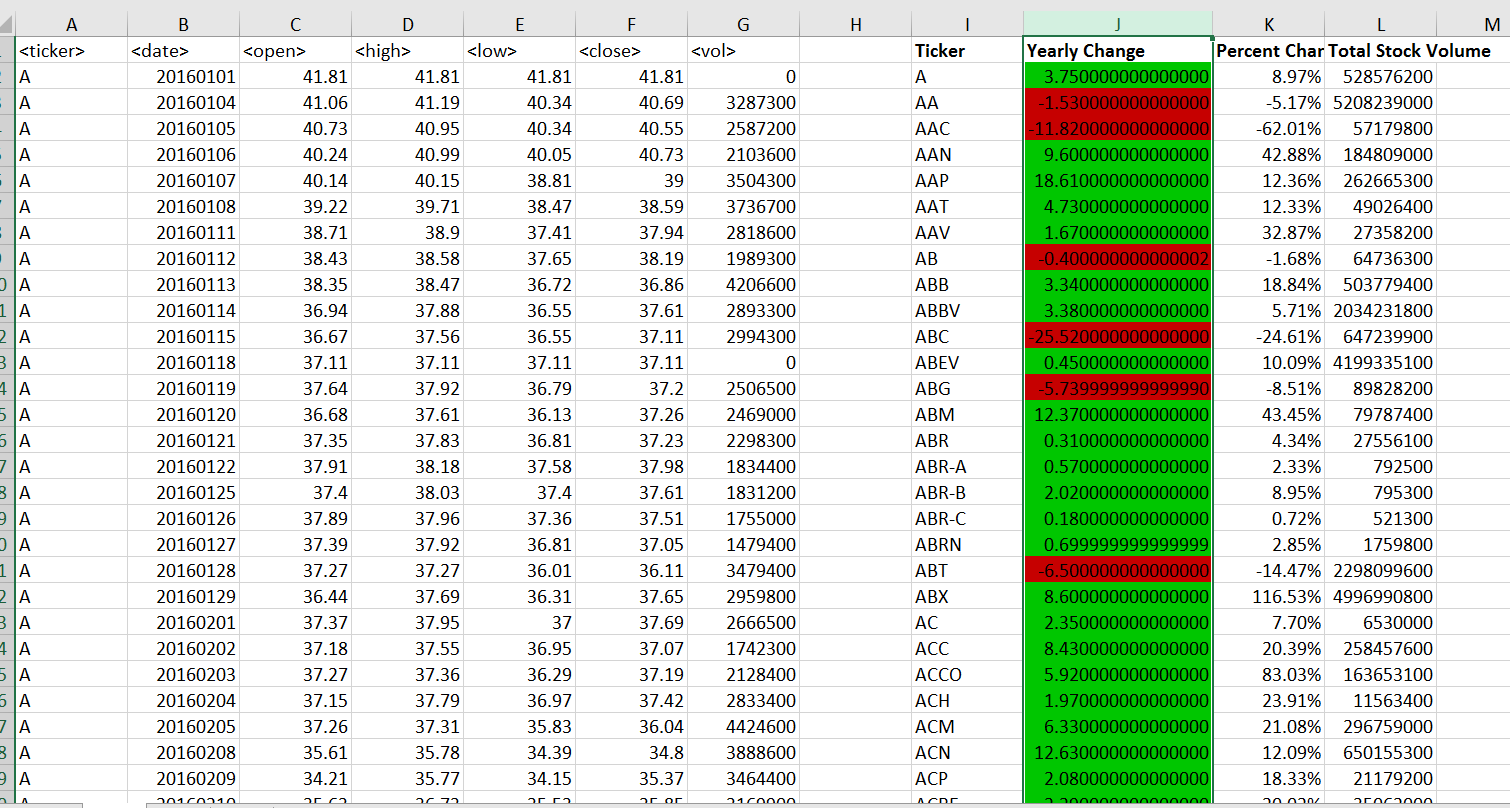 A B C D E F G H I J K L M
<ticker> <date> <open> <high> <low> <close> <vol> Ticker Yearly Change Percent Char Total Stock Volume
A 20160101 41.81 41.81 41.81 41.81 0 A 3.750000000000000 8.97% 528576200
A 20160104 41.06 41.19 40.34 40.69 3287300 AA -1.530000000000000 -5.17% 5208239000
A 20160105 40.73 40.95 40.34 40.55 2587200 AAC -11.820000000000000 -62.01% 57179800
A 20160106 40.24 40.99 40.05 40.73 2103600 AAN 9.600000000000000 42.88% 184809000
A 20160107 40.14 40.15 38.81 39 3504300 AAP 18.610000000000000 12.36% 262665300
A 20160108 39.22 39.71 38.47 38.59 3736700 AAT 4.730000000000000 12.33% 49026400
A 20160111 38.71 38.9 37.41 37.94 2818600 AAV 1.670000000000000 32.87% 27358200
A 20160112 38.43 38.58 37.65 38.19 1989300 AB -0.400000000000002 -1.68% 64736300
A 20160113 38.35 38.47 36.72 36.86 4206600 ABB 3.340000000000000 18.84% 503779400
A 20160114 36.94 37.88 36.55 37.61 2893300 ABBV 3.380000000000000 5.71% 2034231800
A 20160115 36.67 37.56 36.55 37.11 2994300 ABC -25.520000000000000 -24.61% 647239900
A 20160118 37.11 37.11 37.11 37.11 0 ABEV 0.450000000000000 10.09% 4199335100
A 20160119 37.64 37.92 36.79 37.2 2506500 ABG -5.739999999999990 -8.51% 89828200
A 20160120 36.68 37.61 36.13 37.26 2469000 ABM 12.370000000000000 43.45% 79787400
A 20160121 37.35 37.83 36.81 37.23 2298300 ABR 0.310000000000000 4.34% 27556100
A 20160122 37.91 38.18 37.58 37.98 1834400 ABR-A 0.570000000000000 2.33% 792500
A 20160125 37.4 38.03 37.4 37.61 1831200 ABR-B 2.020000000000000 8.95% 795300
A 20160126 37.89 37.96 37.36 37.51 1755000 ABR-C 0.180000000000000 0.72% 521300
A 20160127 37.39 37.92 36.81 37.05 1479400 ABRN 0.699999999999999 2.85% 1759800
A 20160128 37.27 37.27 36.01 36.11 3479400 ABT -6.500000000000000 -14.47% 2298099600
A 20160129 36.44 37.69 36.31 37.65 2959800 ABX 8.600000000000000 116.53% 4996990800
A 20160201 37.37 37.95 37 37.69 2666500 AC 2.350000000000000 7.70% 6530000
A 20160202 37.18 37.55 36.95 37.07 1742300 ACC 8.430000000000000 20.39% 258457600
A 20160203 37.27 37.36 36.29 37.19 2128400 ACCO 5.920000000000000 83.03% 163653100
A 20160204 37.15 37.79 36.97 37.42 2833400 ACH 1.970000000000000 23.91% 11563400
A 20160205 37.26 37.31 35.83 36.04 4424600 ACM 6.330000000000000 21.08% 296759000
A 20160208 35.61 35.78 34.39 34.8 3888600 ACN 12.630000000000000 12.09% 650155300
A 20160209 34.21 35.77 34.15 35.37 3464400 ACP 2.080000000000000 18.33% 21179200